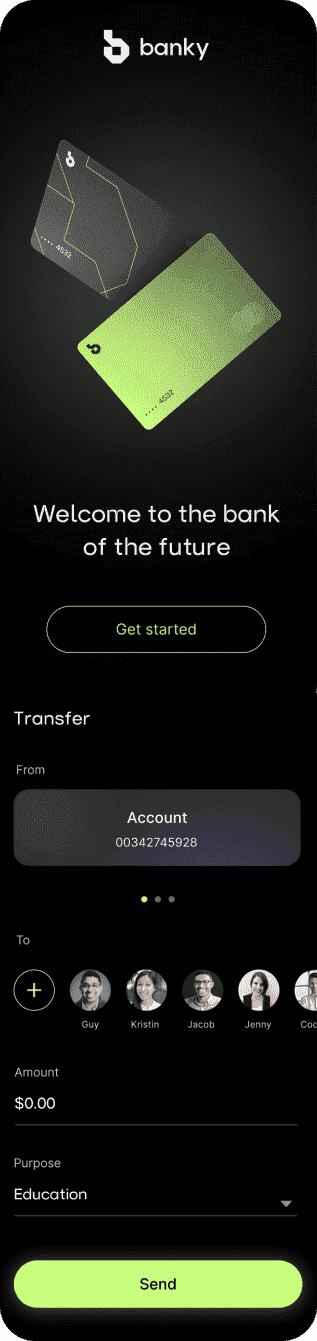 banky
•••• 4532
•••• 4532
Welcome to the bank
of the future
Get started
Transfer
From
Account
00342745928
To
Guy
Kristin
Jacob
Jenny
Amount
$0.00
Purpose
Education
Send